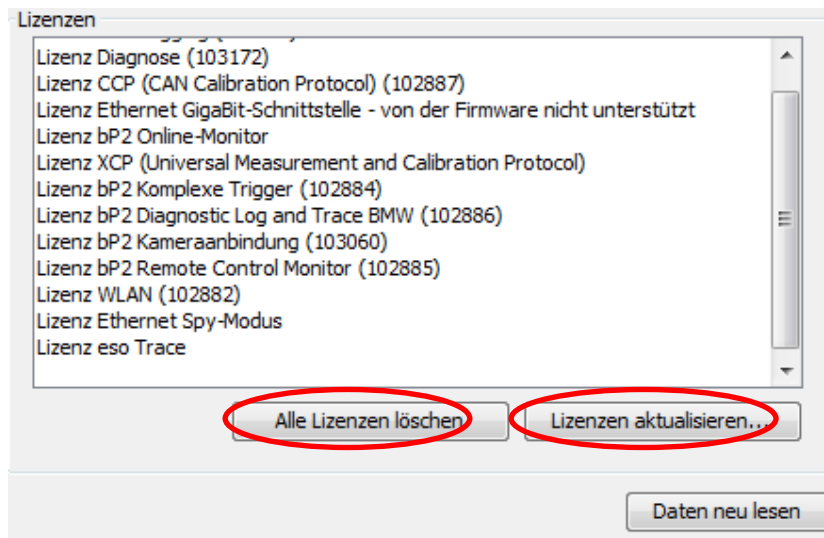 Lizenzen
Lizenz Diagnose (103172)
Lizenz CCP (CAN Calibration Protocol) (102887)
Lizenz Ethernet GigaBit-Schnittstelle - von der Firmware nicht unterstützt
Lizenz bP2 Online-Monitor
Lizenz XCP (Universal Measurement and Calibration Protocol)
Lizenz bP2 Komplexe Trigger (102884)
Lizenz bP2 Diagnostic Log and Trace BMW (102886)
Lizenz bP2 Kameraanbindung (103060)
Lizenz bP2 Remote Control Monitor (102885)
Lizenz WLAN (102882)
Lizenz Ethernet Spy-Modus
Lizenz eso Trace
Alle Lizenzen löschen Lizenzen aktualisieren...
Daten neu lesen